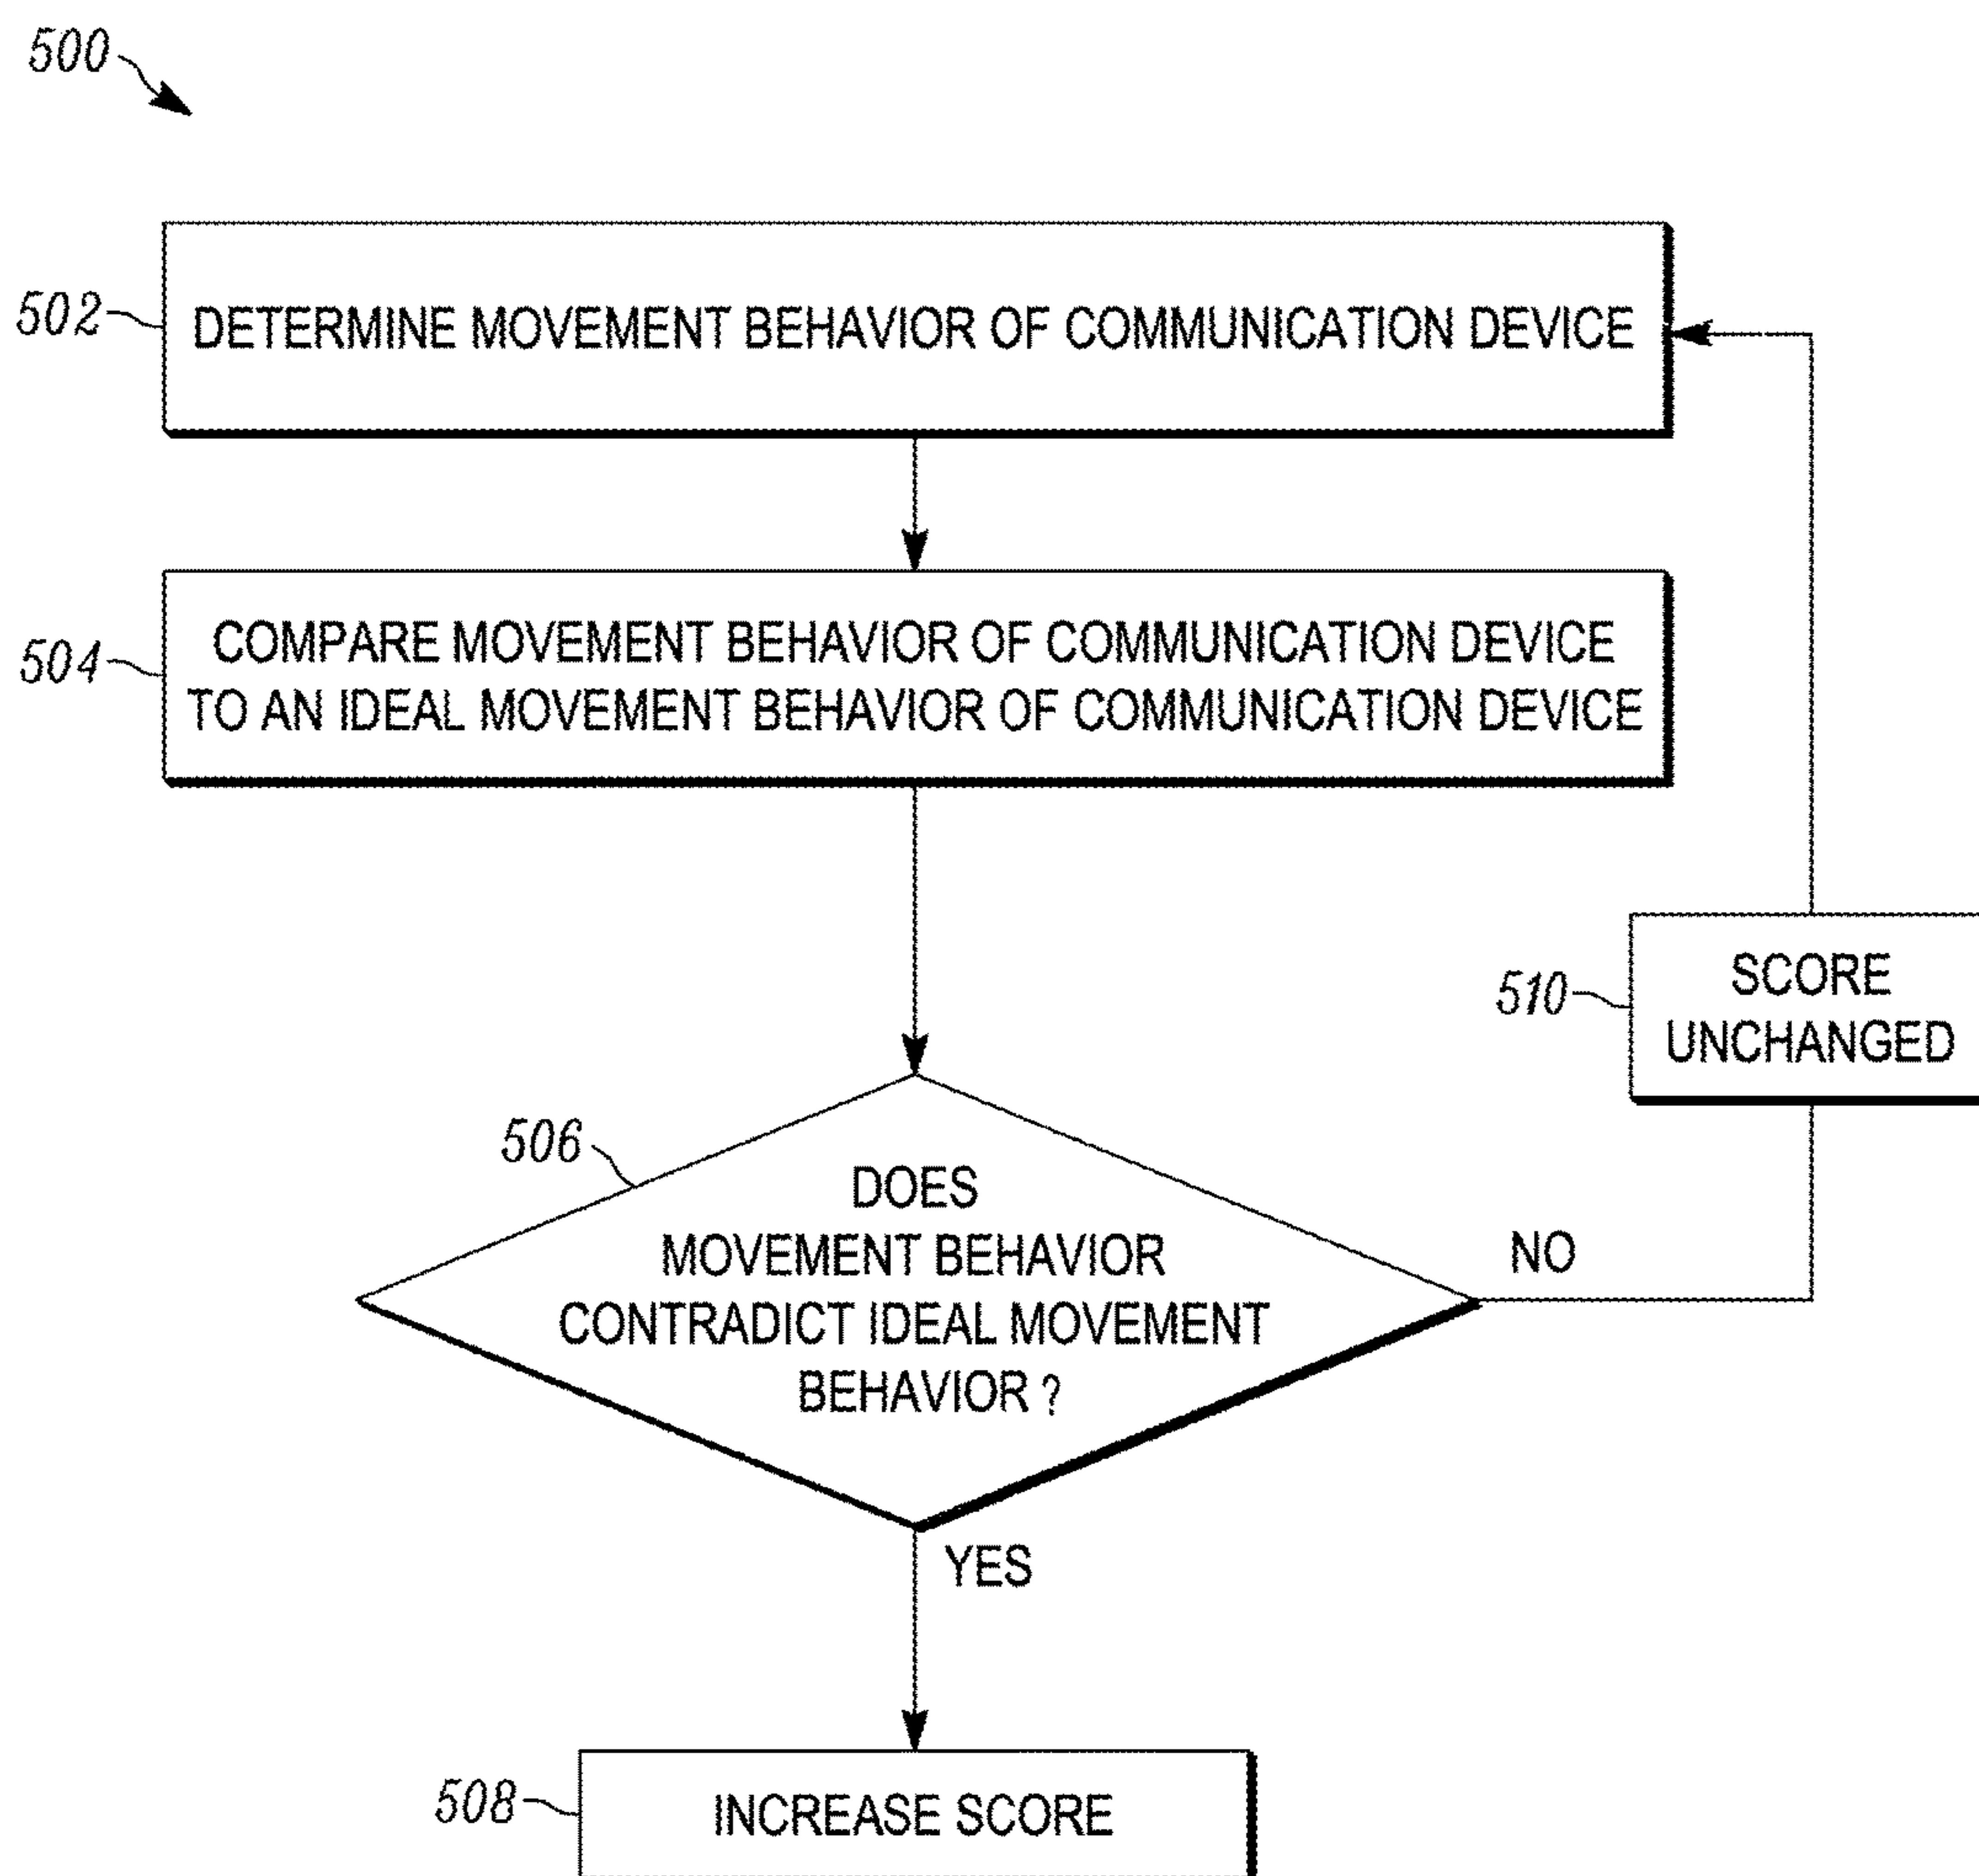 500
502
DETERMINE MOVEMENT BEHAVIOR OF COMMUNICATION DEVICE
504
COMPARE MOVEMENT BEHAVIOR OF COMMUNICATION DEVICE
TO AN IDEAL MOVEMENT BEHAVIOR OF COMMUNICATION DEVICE
510
SCORE
UNCHANGED
506
DOES
MOVEMENT BEHAVIOR
CONTRADICT IDEAL MOVEMENT
BEHAVIOR ?
NO
YES
508
INCREASE SCORE